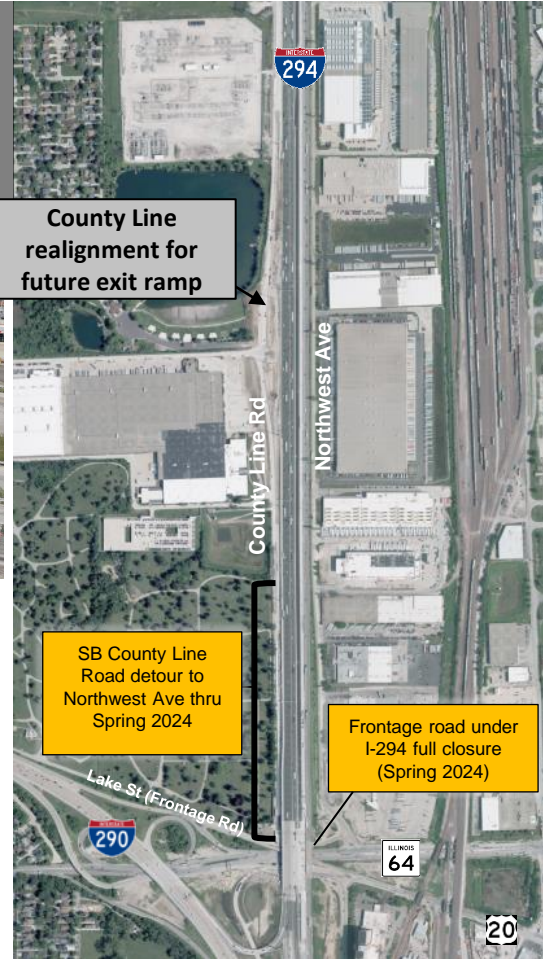 INTERSTATE
294
County Line
realignment for
future exit ramp
Northwest Ave
County Line Rd
SB County Line
Road detour to
Northwest Ave thru
Spring 2024
Frontage road under
I-294 full closure
(Spring 2024)
Lake St (Frontage Rd)
INTERSTATE
290
ILLINOIS
64
20